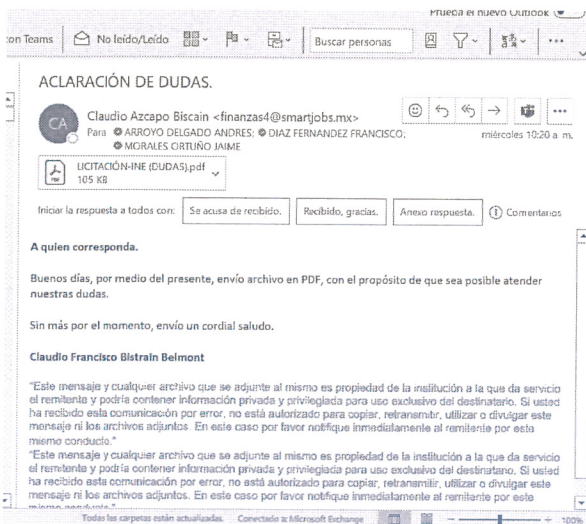 Prueba el nuevo Outlook
con Teams
No leído/Leído
Buscar personas
ACLARACIÓN DE DUDAS.
CA
Claudio Azcapo Biscain <finanzas4@smartjobs.mx>
Para ARROYO DELGADO ANDRES; DIAZ FERNANDEZ FRANCISCO;
MORALES ORTUÑO JAIME
miércoles 10:20 a. m.
LICITACIÓN-INE (DUDAS).pdf
PDF
105 KB
Iniciar la respuesta a todos con: Se acusa de recibido. Recibido, gracias. Anexo respuesta. Comentarios
A quien corresponda.
Buenos días, por medio del presente, envío archivo en PDF, con el propósito de que sea posible atender
nuestras dudas.
Sin más por el momento, envío un cordial saludo.
Claudio Francisco Bistrain Belmont
"Este mensaje y cualquier archivo que se adjunte al mismo es propiedad de la institución a la que da servicio
el remitente y podría contener información privada y privilegiada para uso exclusivo del destinatario. Si usted
ha recibido esta comunicación por error, no está autorizado para copiar, retransmitir, utilizar o divulgar este
mensaje ni los archivos adjuntos. En este caso por favor notifique inmediatamente al remitente por este
mismo conducto."
"Este mensaje y cualquier archivo que se adjunte al mismo es propiedad de la institución a la que da servicio
el remitente y podría contener información privada y privilegiada para uso exclusivo del destinatario. Si usted
ha recibido esta comunicación por error, no está autorizado para copiar, retransmitir, utilizar o divulgar este
mensaje ni los archivos adjuntos. En este caso por favor notifique inmediatamente al remitente por este
mismo conducto."
Todas las carpetas están actualizadas. Conectado a: Microsoft Exchange 100%